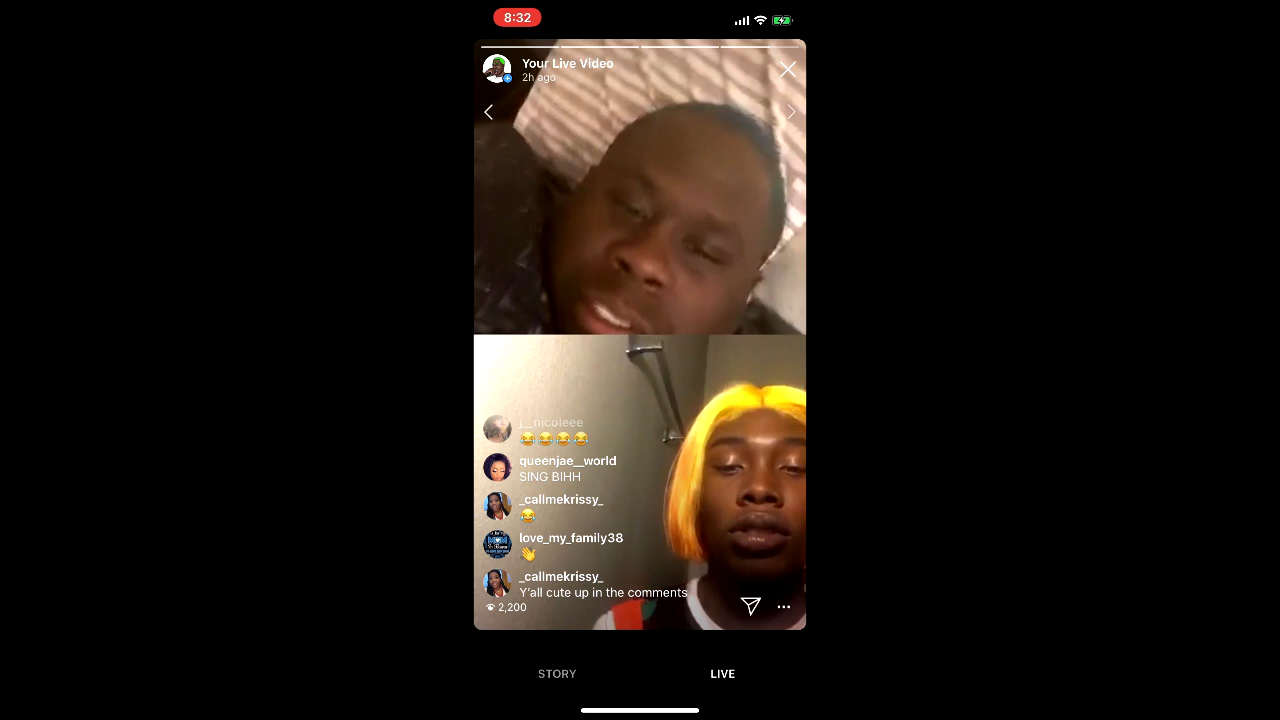 8:32
Your Live Video
2h ago
j__nicoleee
😂😂😂😂
queenjae__world
SING BIHH
_callmekrissy_
😂
love_my_family38
👋
_callmekrissy_
Y'all cute up in the comments
2,200
STORY
LIVE